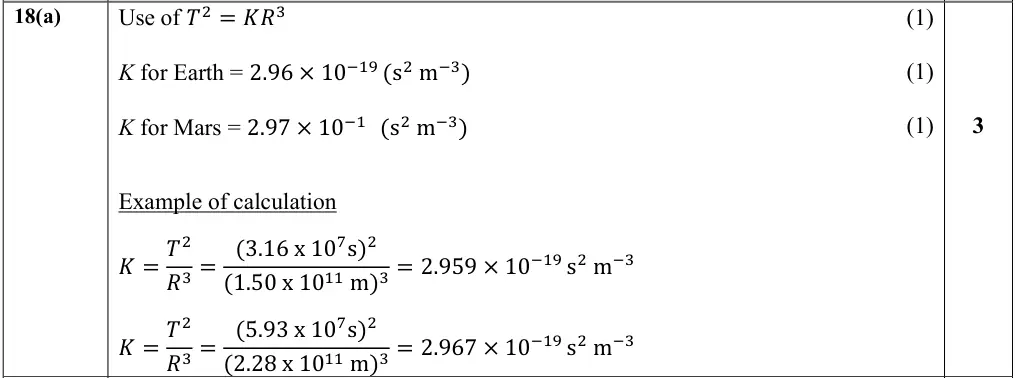 18(a) Use of T² = KR³ (1)
K for Earth = 2.96 × 10⁻¹⁹ (s² m⁻³) (1)
K for Mars = 2.97 × 10⁻¹ (s² m⁻³) (1) 3
Example of calculation
K = T²/R³ = (3.16 x 10⁷s)²/(1.50 x 10¹¹ m)³ = 2.959 × 10⁻¹⁹ s² m⁻³
K = T²/R³ = (5.93 x 10⁷s)²/(2.28 x 10¹¹ m)³ = 2.967 × 10⁻¹⁹ s² m⁻³